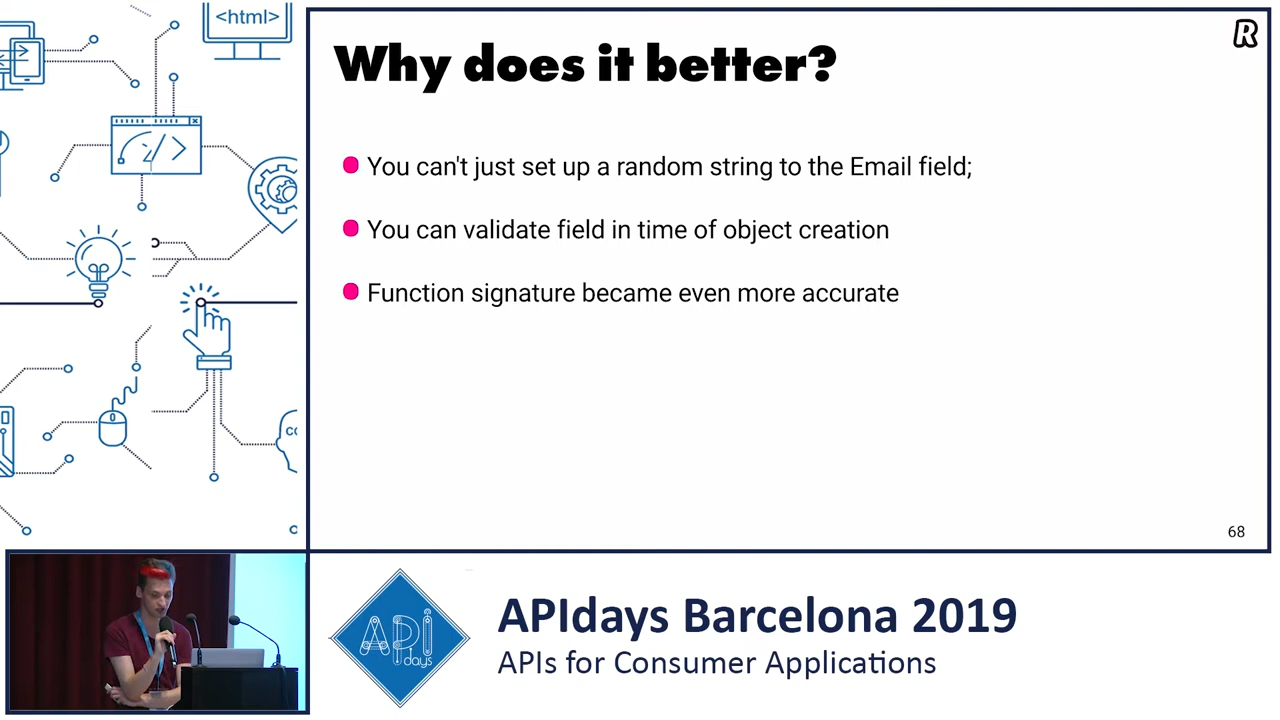 <html>
R
Why does it better?
You can't just set up a random string to the Email field;
You can validate field in time of object creation
Function signature became even more accurate
68
API
days
APIdays Barcelona 2019
APIs for Consumer Applications